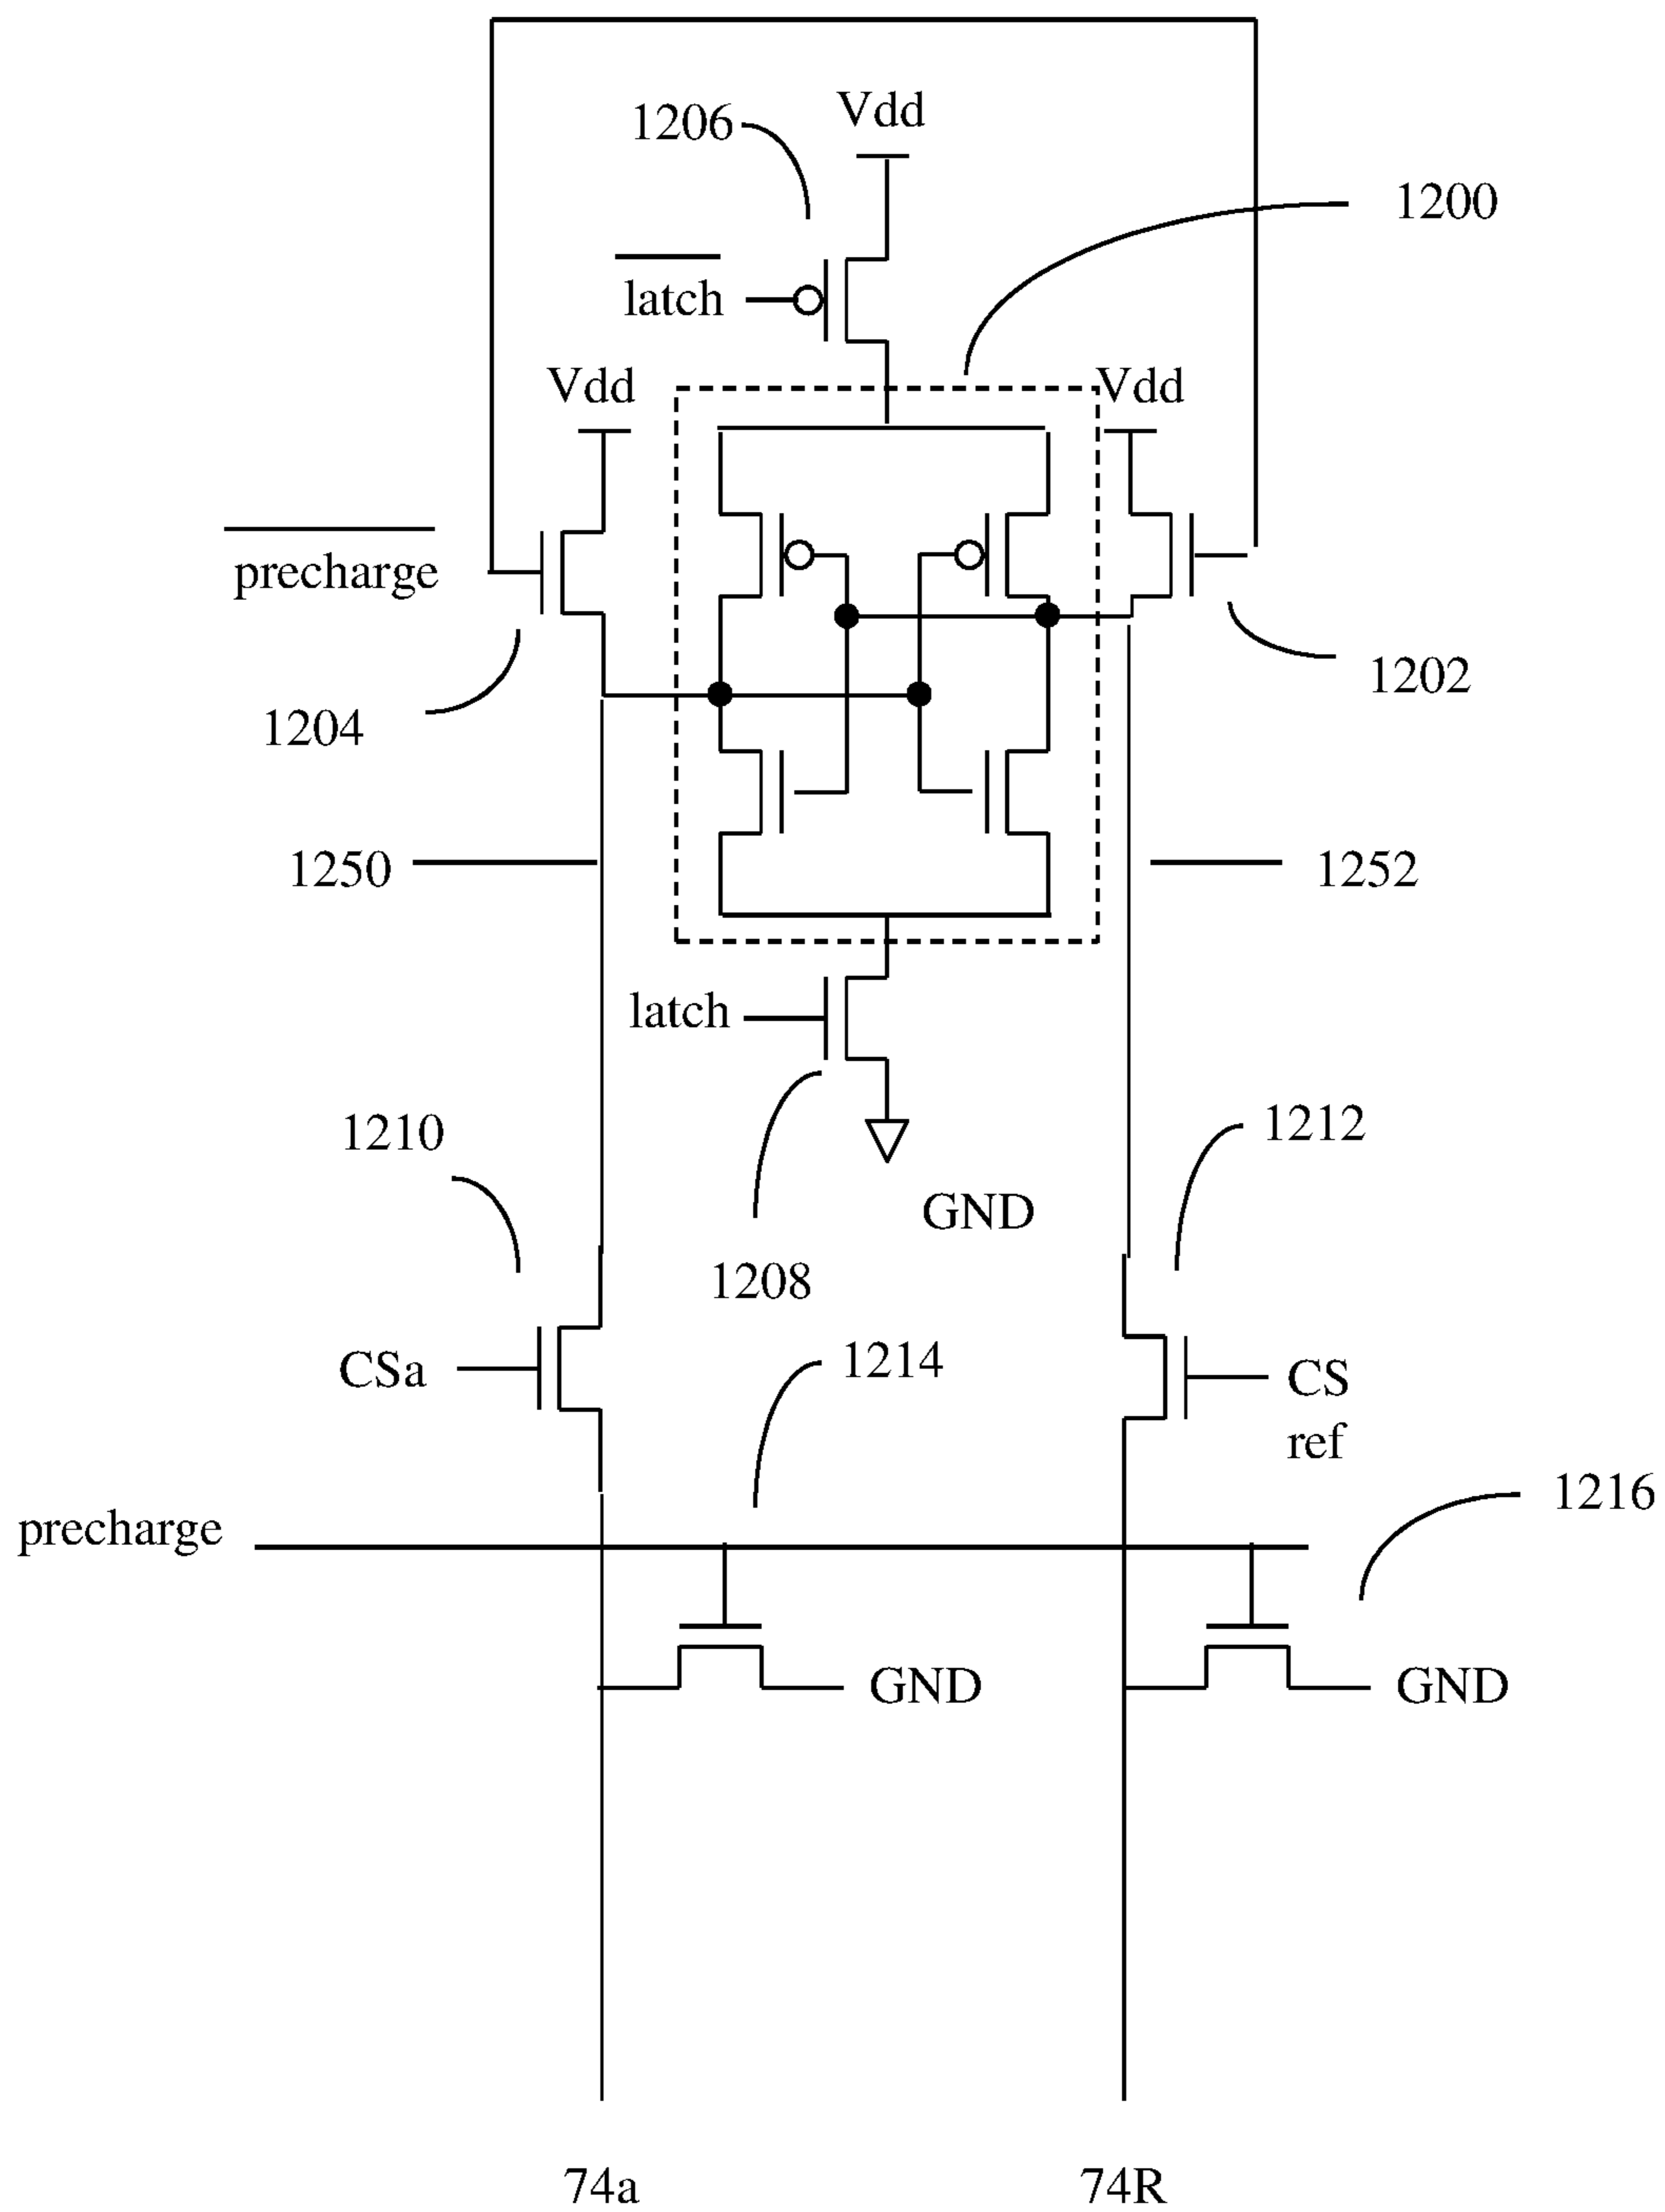 Vdd
1206
1200
latch
Vdd
Vdd
precharge
1202
1204
1250
1252
latch
1210
1212
GND
1208
CSa
1214
CS
ref
1216
precharge
GND
GND
74a
74R